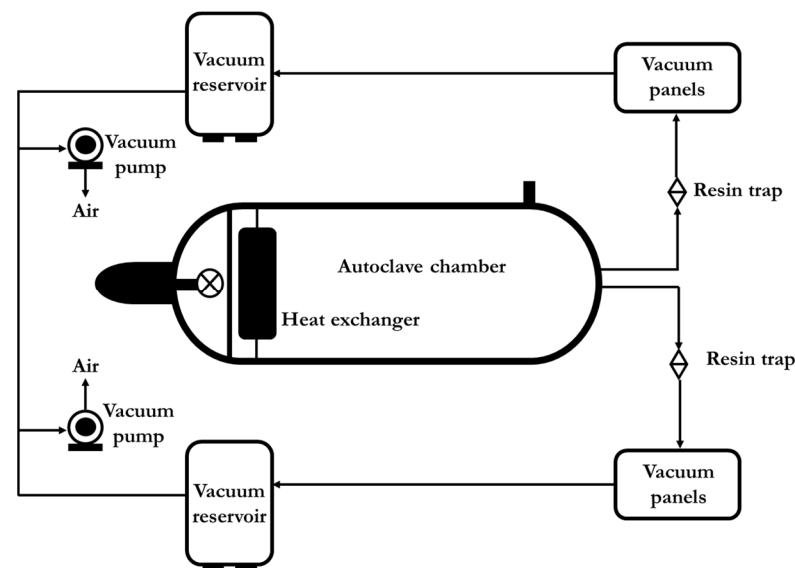 Vacuum
reservoir
Vacuum
panels
Vacuum
pump
Air
Resin trap
Autoclave chamber
Heat exchanger
Air
Resin trap
Vacuum
pump
Vacuum
panels
Vacuum
reservoir